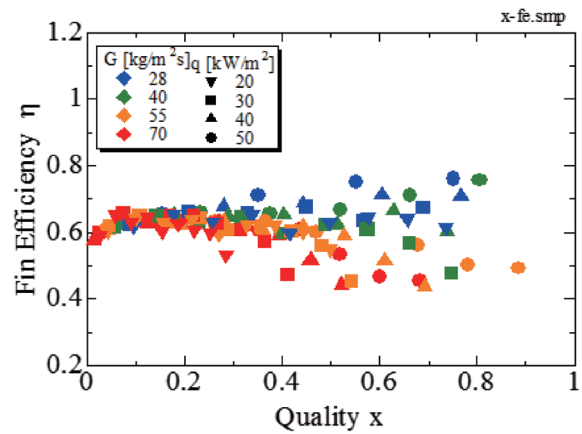 x-fe.smp
1.2
1
0.8
0.6
0.4
0.2
Fin Efficiency η
G [kg/m²s] q [kW/m²]
28 20
40 30
55 40
70 50
0 0.2 0.4 0.6 0.8 1
Quality x